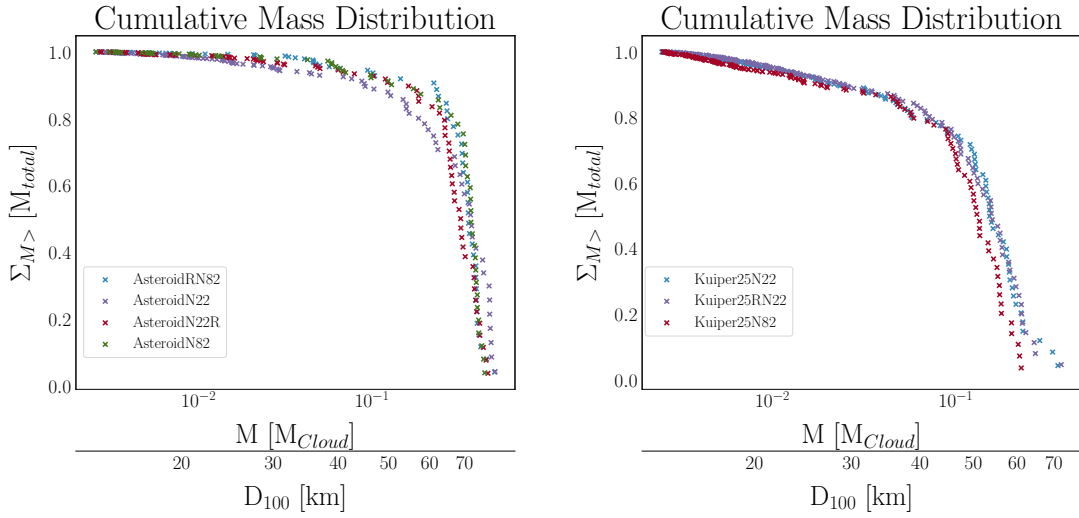 Cumulative Mass Distribution
1.0
0.8
0.6
0.4
0.2
0.0
Σ_{M>} [M_{total}]
AsteroidRN82
AsteroidN22
AsteroidN22R
AsteroidN82
10^{-2} 10^{-1}
M [M_{Cloud}]
20 30 40 50 60 70
D_{100} [km]
Cumulative Mass Distribution
1.0
0.8
0.6
0.4
0.2
0.0
Σ_{M>} [M_{total}]
Kuiper25N22
Kuiper25RN22
Kuiper25N82
10^{-2} 10^{-1}
M [M_{Cloud}]
20 30 40 50 60 70
D_{100} [km]